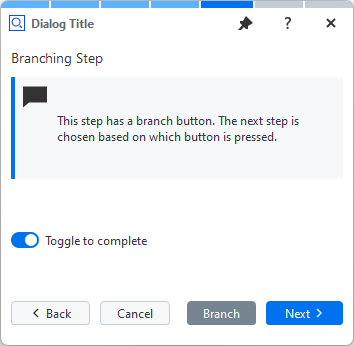 Dialog Title
?
Branching Step
This step has a branch button. The next step is
chosen based on which button is pressed.
Toggle to complete
Back
Cancel
Branch
Next